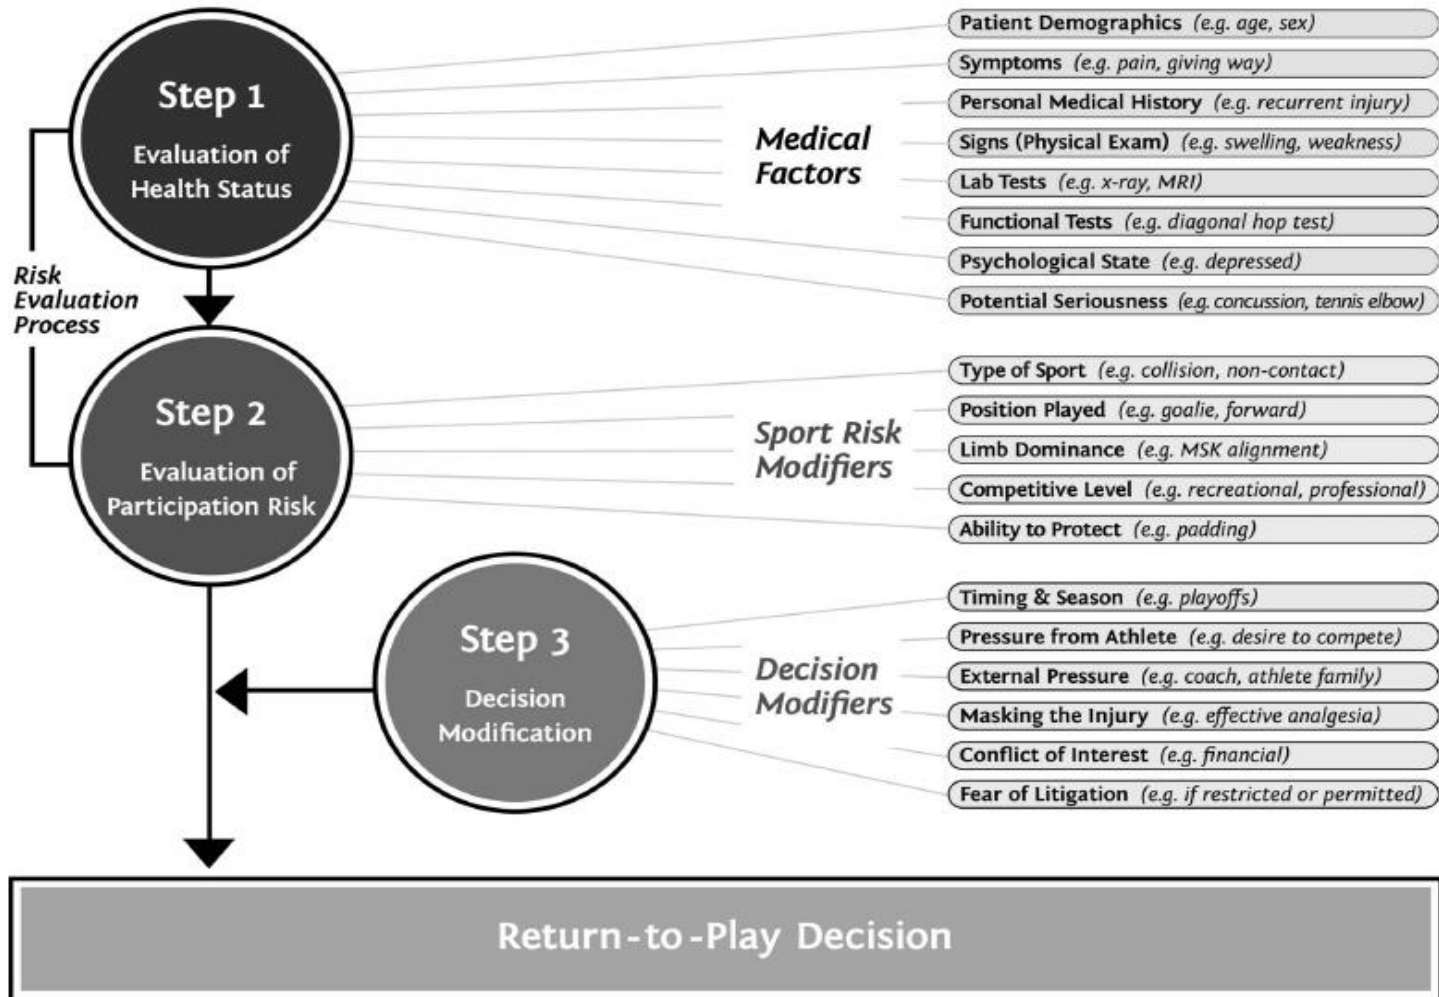 Step 1
Evaluation of
Health Status
Medical
Factors
Patient Demographics (e.g. age, sex)
Symptoms (e.g. pain, giving way)
Personal Medical History (e.g. recurrent injury)
Signs (Physical Exam) (e.g. swelling, weakness)
Lab Tests (e.g. x-ray, MRI)
Functional Tests (e.g. diagonal hop test)
Psychological State (e.g. depressed)
Potential Seriousness (e.g. concussion, tennis elbow)
Risk
Evaluation
Process
Step 2
Evaluation of
Participation Risk
Sport Risk
Modifiers
Type of Sport (e.g. collision, non-contact)
Position Played (e.g. goalie, forward)
Limb Dominance (e.g. MSK alignment)
Competitive Level (e.g. recreational, professional)
Ability to Protect (e.g. padding)
Step 3
Decision
Modification
Decision
Modifiers
Timing & Season (e.g. playoffs)
Pressure from Athlete (e.g. desire to compete)
External Pressure (e.g. coach, athlete family)
Masking the Injury (e.g. effective analgesia)
Conflict of Interest (e.g. financial)
Fear of Litigation (e.g. if restricted or permitted)
Return-to-Play Decision